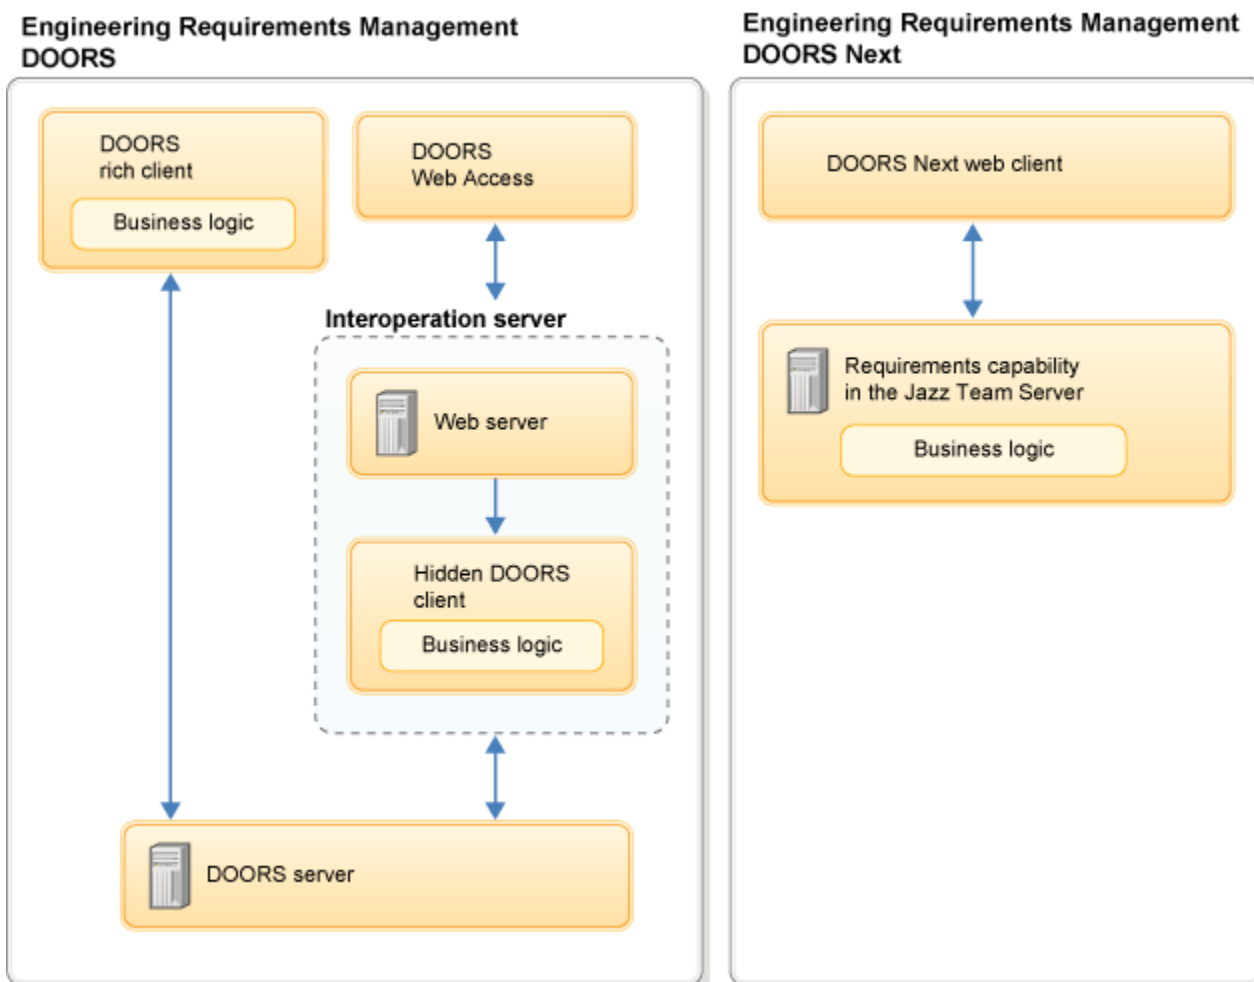 Engineering Requirements Management
DOORS
DOORS
rich client
Business logic
DOORS
Web Access
Interoperation server
Web server
Hidden DOORS
client
Business logic
DOORS server
Engineering Requirements Management
DOORS Next
DOORS Next web client
Requirements capability
in the Jazz Team Server
Business logic